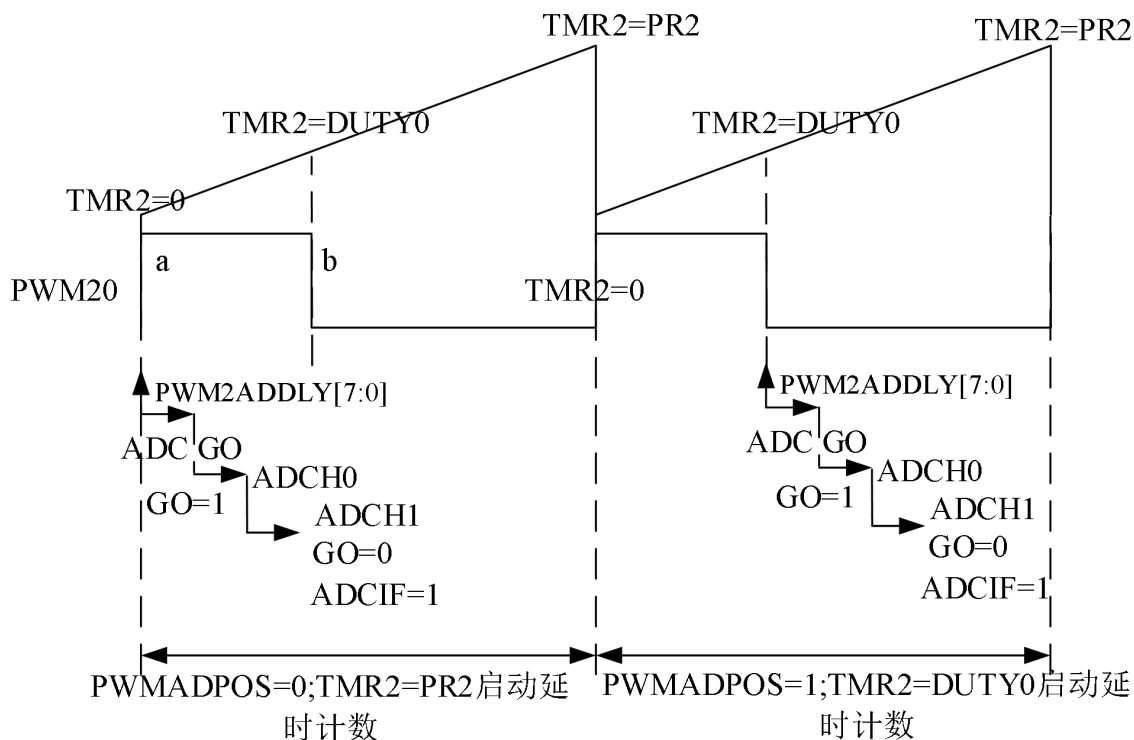 TMR2=PR2
TMR2=PR2
TMR2=DUTY0
TMR2=DUTY0
TMR2=0
a
b
PWM20
TMR2=0
PWM2ADDLY[7:0]
PWM2ADDLY[7:0]
ADC GO
ADC GO
ADCH0
ADCH0
GO=1
GO=1
ADCH1
ADCH1
GO=0
GO=0
ADCIF=1
ADCIF=1
PWMADPOS=0;TMR2=PR2启动延
时计数
PWMADPOS=1;TMR2=DUTY0启动延
时计数